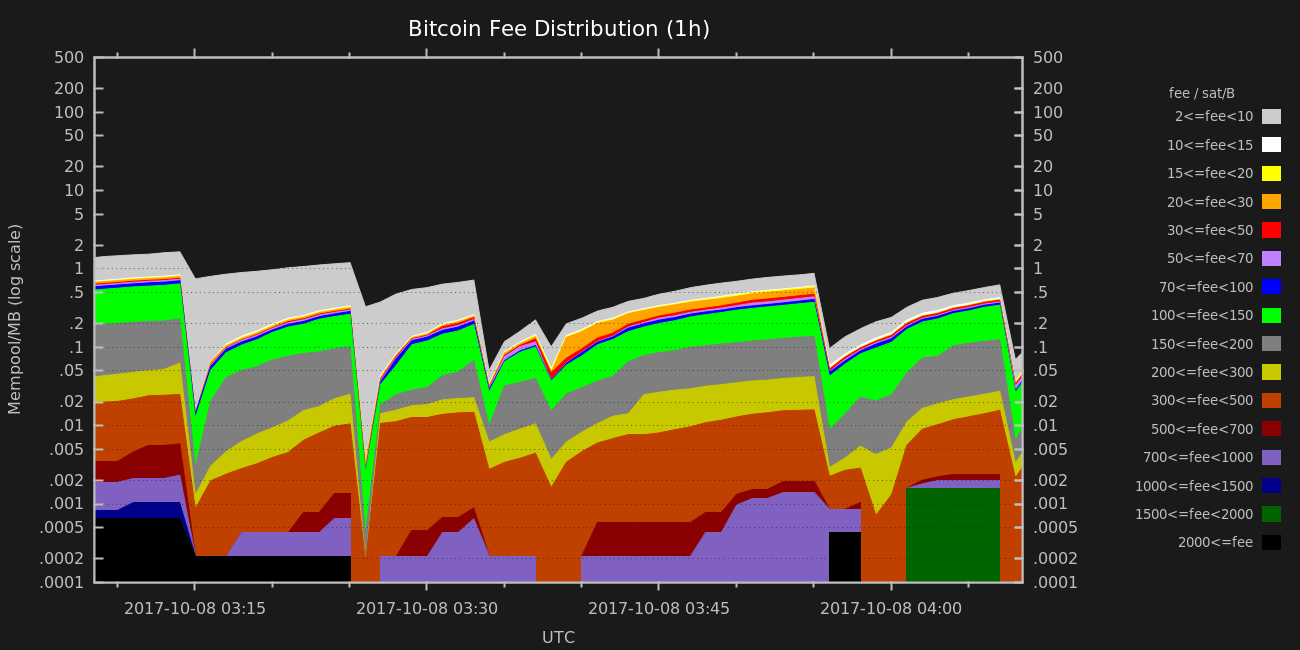 Bitcoin Fee Distribution (1h)
500 500
200 200
100 100
50 50
20 20
10 10
5 5
2 2
1 1
.5 .5
.2 .2
.1 .1
.05 .05
.02 .02
.01 .01
.005 .005
.002 .002
.001 .001
.0005 .0005
.0002 .0002
.0001 .0001
Mempool/MB (log scale)
2017-10-08 03:15 2017-10-08 03:30 2017-10-08 03:45 2017-10-08 04:00
UTC
fee / sat/B
2<=fee<10
10<=fee<15
15<=fee<20
20<=fee<30
30<=fee<50
50<=fee<70
70<=fee<100
100<=fee<150
150<=fee<200
200<=fee<300
300<=fee<500
500<=fee<700
700<=fee<1000
1000<=fee<1500
1500<=fee<2000
2000<=fee